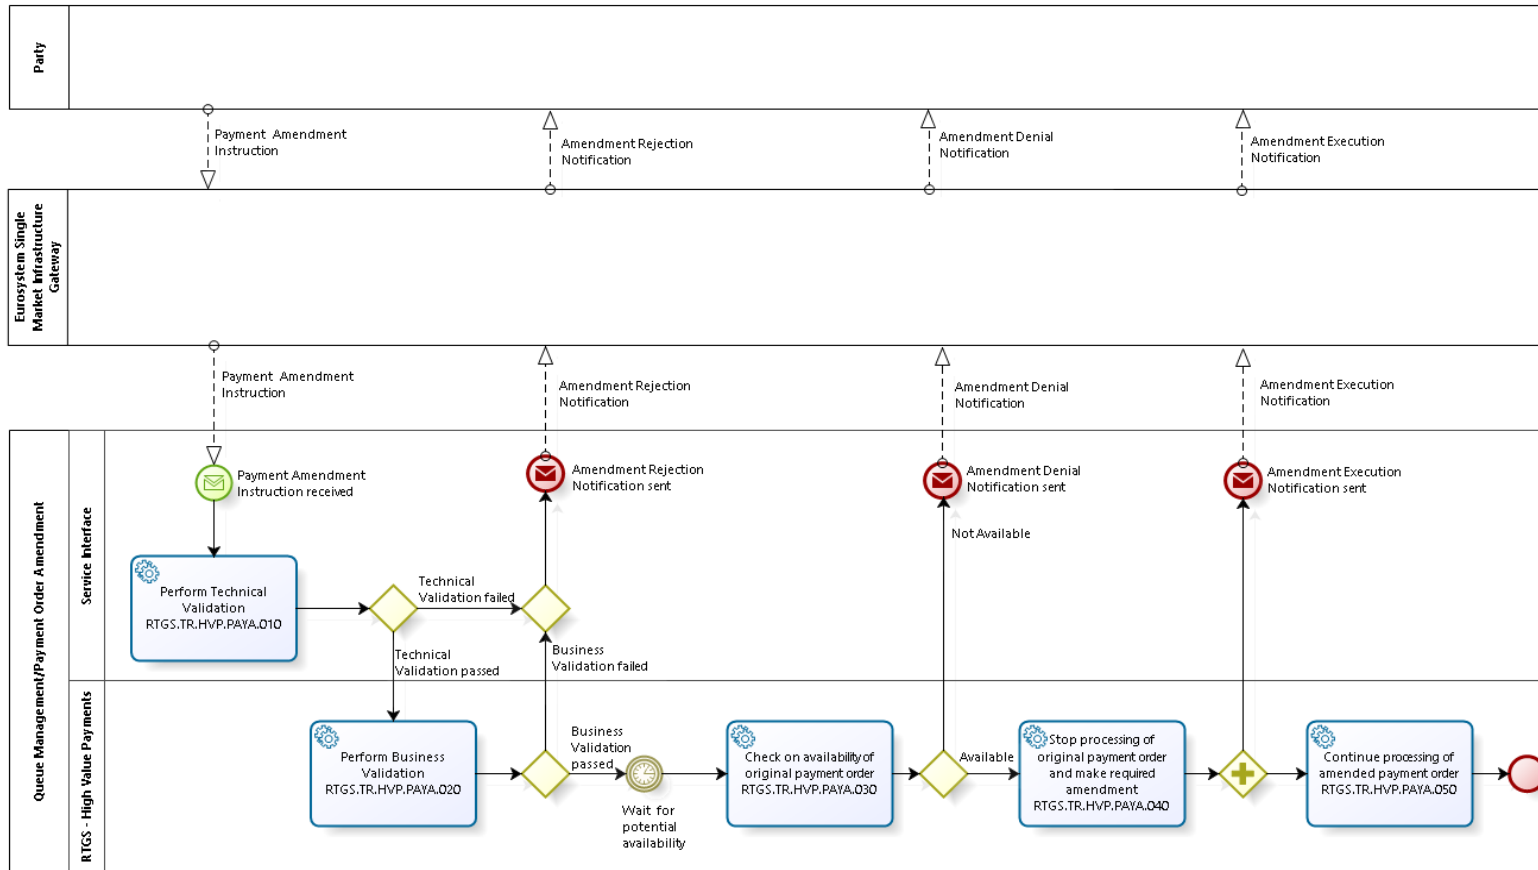 Party
Payment Amendment
Instruction
Amendment Rejection
Notification
Amendment Denial
Notification
Amendment Execution
Notification
Eurosystem Single
Market Infrastructure
Gateway
Payment Amendment
Instruction
Amendment Rejection
Notification
Amendment Denial
Notification
Amendment Execution
Notification
Queue Management/Payment Order Amendment
Service Interface
Payment Amendment
Instruction received
Amendment Rejection
Notification sent
Amendment Denial
Notification sent
Amendment Execution
Notification sent
Not Available
Perform Technical
Validation
RTGS.TR.HVP.PAYA.010
Technical
Validation failed
Technical
Validation passed
Business
Validation failed
RTGS - High Value Payments
Perform Business
Validation
RTGS.TR.HVP.PAYA.020
Business
Validation
passed
Wait for
potential
availability
Check on availability of
original payment order
RTGS.TR.HVP.PAYA.030
Available
Stop processing of
original payment order
and make required
amendment
RTGS.TR.HVP.PAYA.040
Continue processing of
amended payment order
RTGS.TR.HVP.PAYA.050